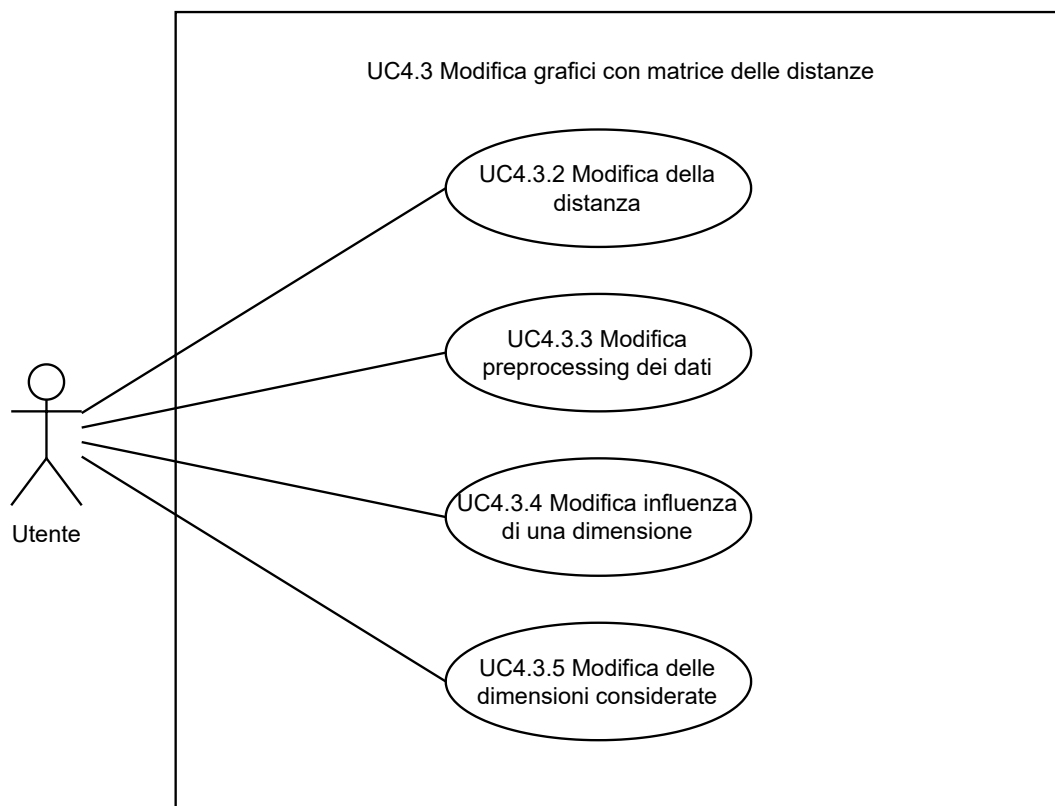 UC4.3 Modifica grafici con matrice delle distanze
UC4.3.2 Modifica della
distanza
UC4.3.3 Modifica
preprocessing dei dati
UC4.3.4 Modifica influenza
di una dimensione
Utente
UC4.3.5 Modifica delle
dimensioni considerate